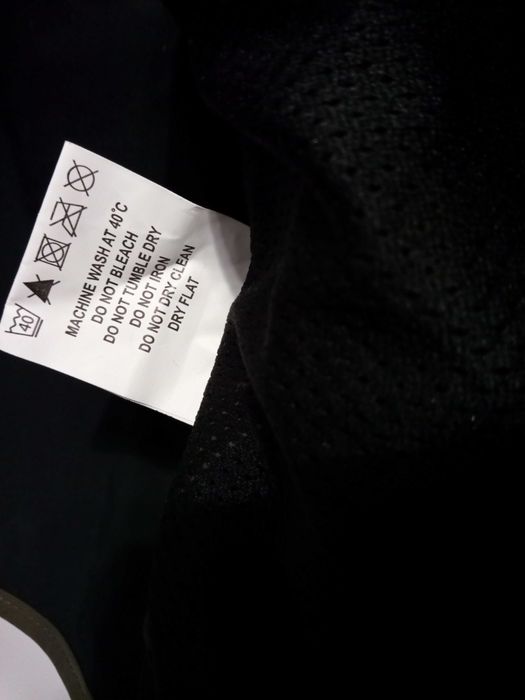 40
MACHINE WASH AT 40°C
DO NOT BLEACH
DO NOT TUMBLE DRY
DO NOT IRON
DO NOT DRY CLEAN
DRY FLAT